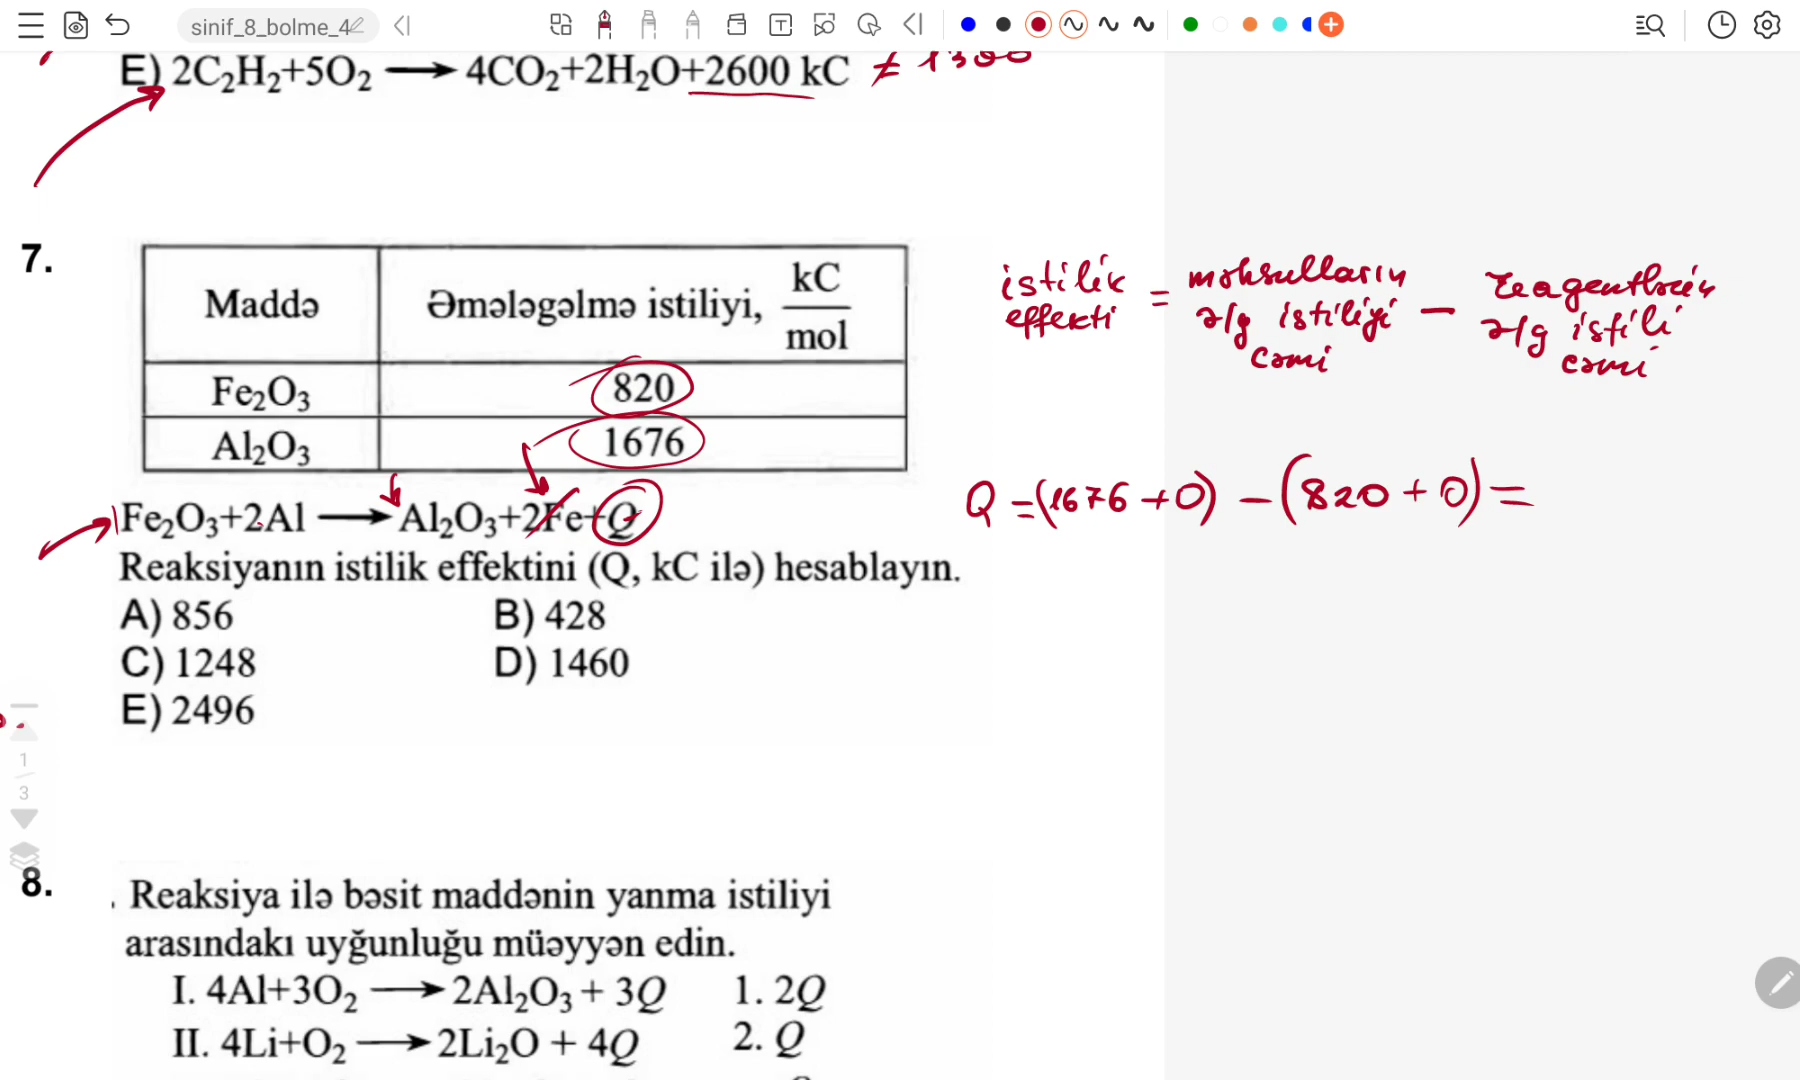 sinif_8_bolme_4
E) 2C₂H₂+5O₂ ⟶ 4CO₂+2H₂O+2600 kC ≠ 1300
7.
Maddə Əmələgəlmə istiliyi, kC/mol
Fe₂O₃ 820
Al₂O₃ 1676
Fe₂O₃+2Al ⟶ Al₂O₃+2Fe+Q
Reaksiyanın istilik effektini (Q, kC ilə) hesablayın.
A) 856 B) 428
C) 1248 D) 1460
E) 2496
istilik effekti = məhsulların ə/g istiliyi cəmi − reagentlərin ə/g istili cəmi
Q = (1676 + 0) − (820 + 0) =
1
3
8.
Reaksiya ilə bəsit maddənin yanma istiliyi
arasındakı uyğunluğu müəyyən edin.
I. 4Al+3O₂ ⟶ 2Al₂O₃ + 3Q 1. 2Q
II. 4Li+O₂ ⟶ 2Li₂O + 4Q 2. Q